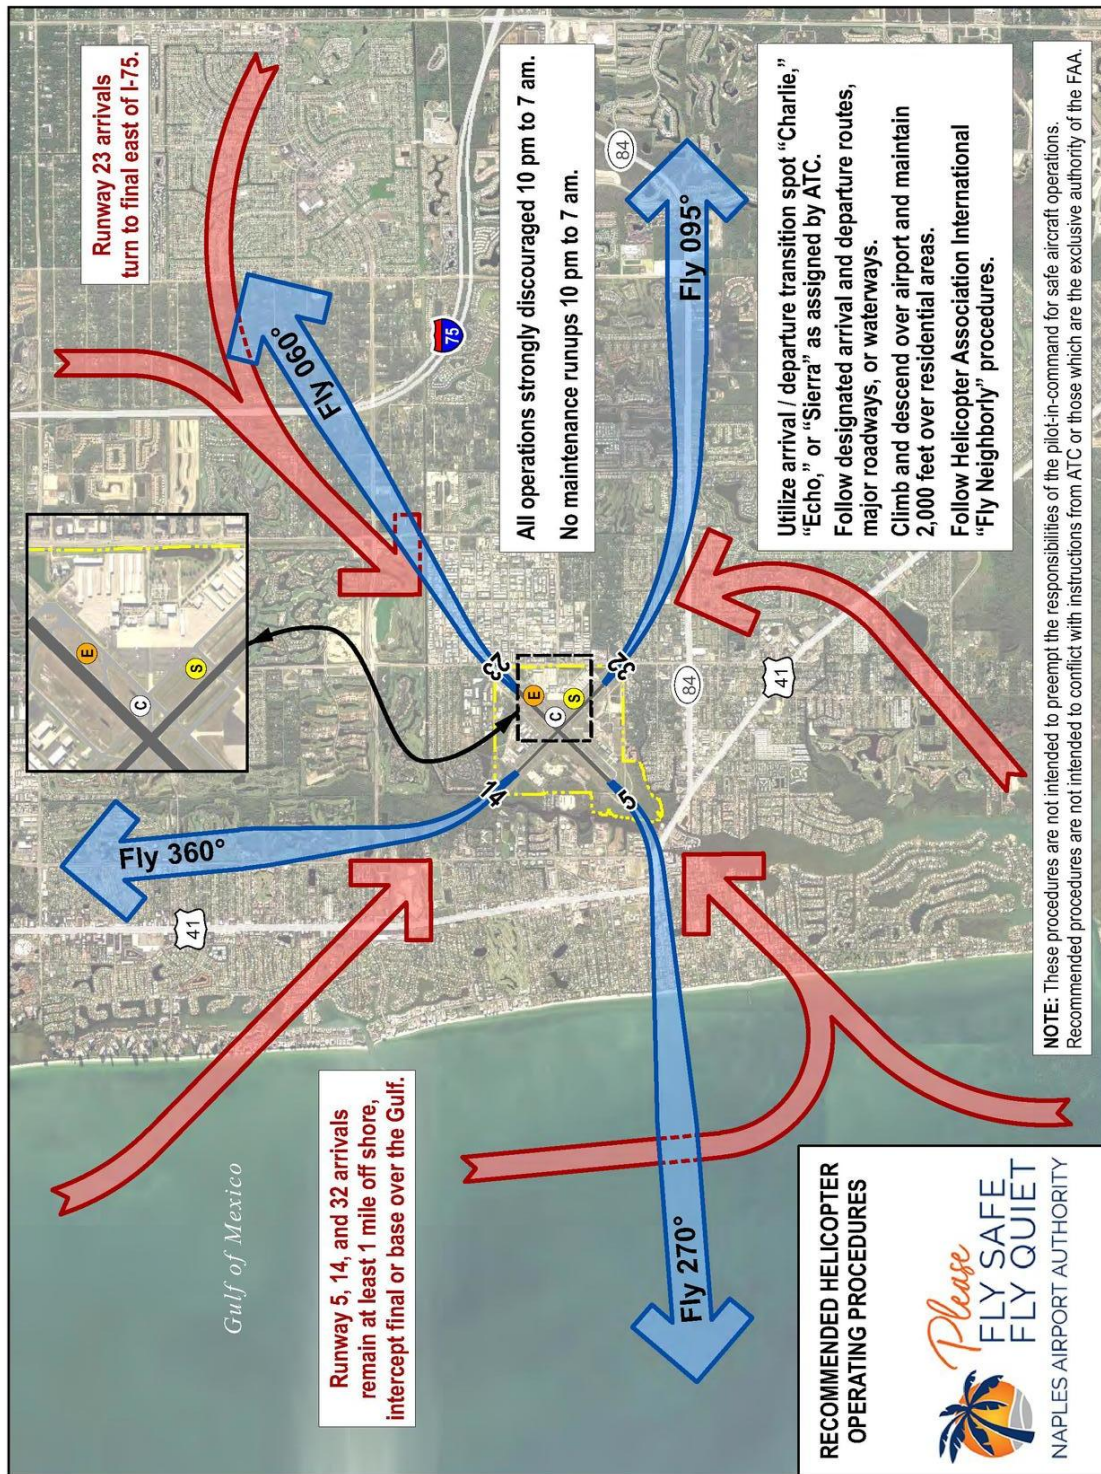 Runway 23 arrivals
turn to final east of I-75.
75
Fly 060°
All operations strongly discouraged 10 pm to 7 am.
No maintenance runups 10 pm to 7 am.
84
Fly 095°
Utilize arrival / departure transition spot “Charlie,”
“Echo,” or “Sierra” as assigned by ATC.
Follow designated arrival and departure routes,
major roadways, or waterways.
Climb and descend over airport and maintain
2,000 feet over residential areas.
Follow Helicopter Association International
“Fly Neighborly” procedures.
E
C
S
23
E
C
S
32
14
5
84
41
Fly 360°
41
Gulf of Mexico
Runway 5, 14, and 32 arrivals
remain at least 1 mile off shore,
intercept final or base over the Gulf.
Fly 270°
RECOMMENDED HELICOPTER
OPERATING PROCEDURES
Please
FLY SAFE
FLY QUIET
NAPLES AIRPORT AUTHORITY
NOTE: These procedures are not intended to preempt the responsibilities of the pilot-in-command for safe aircraft operations.
Recommended procedures are not intended to conflict with instructions from ATC or those which are the exclusive authority of the FAA.